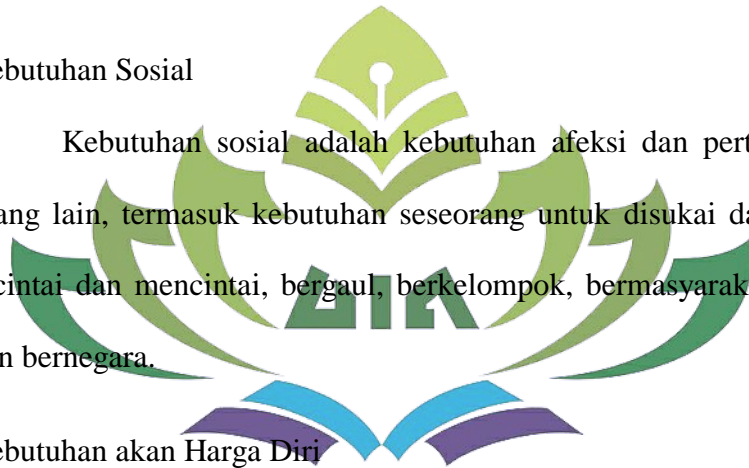 ebutuhan Sosial
Kebutuhan sosial adalah kebutuhan afeksi dan pert
ang lain, termasuk kebutuhan seseorang untuk disukai da
cintai dan mencintai, bergaul, berkelompok, bermasyarak
n bernegara.
ebutuhan akan Harga Diri